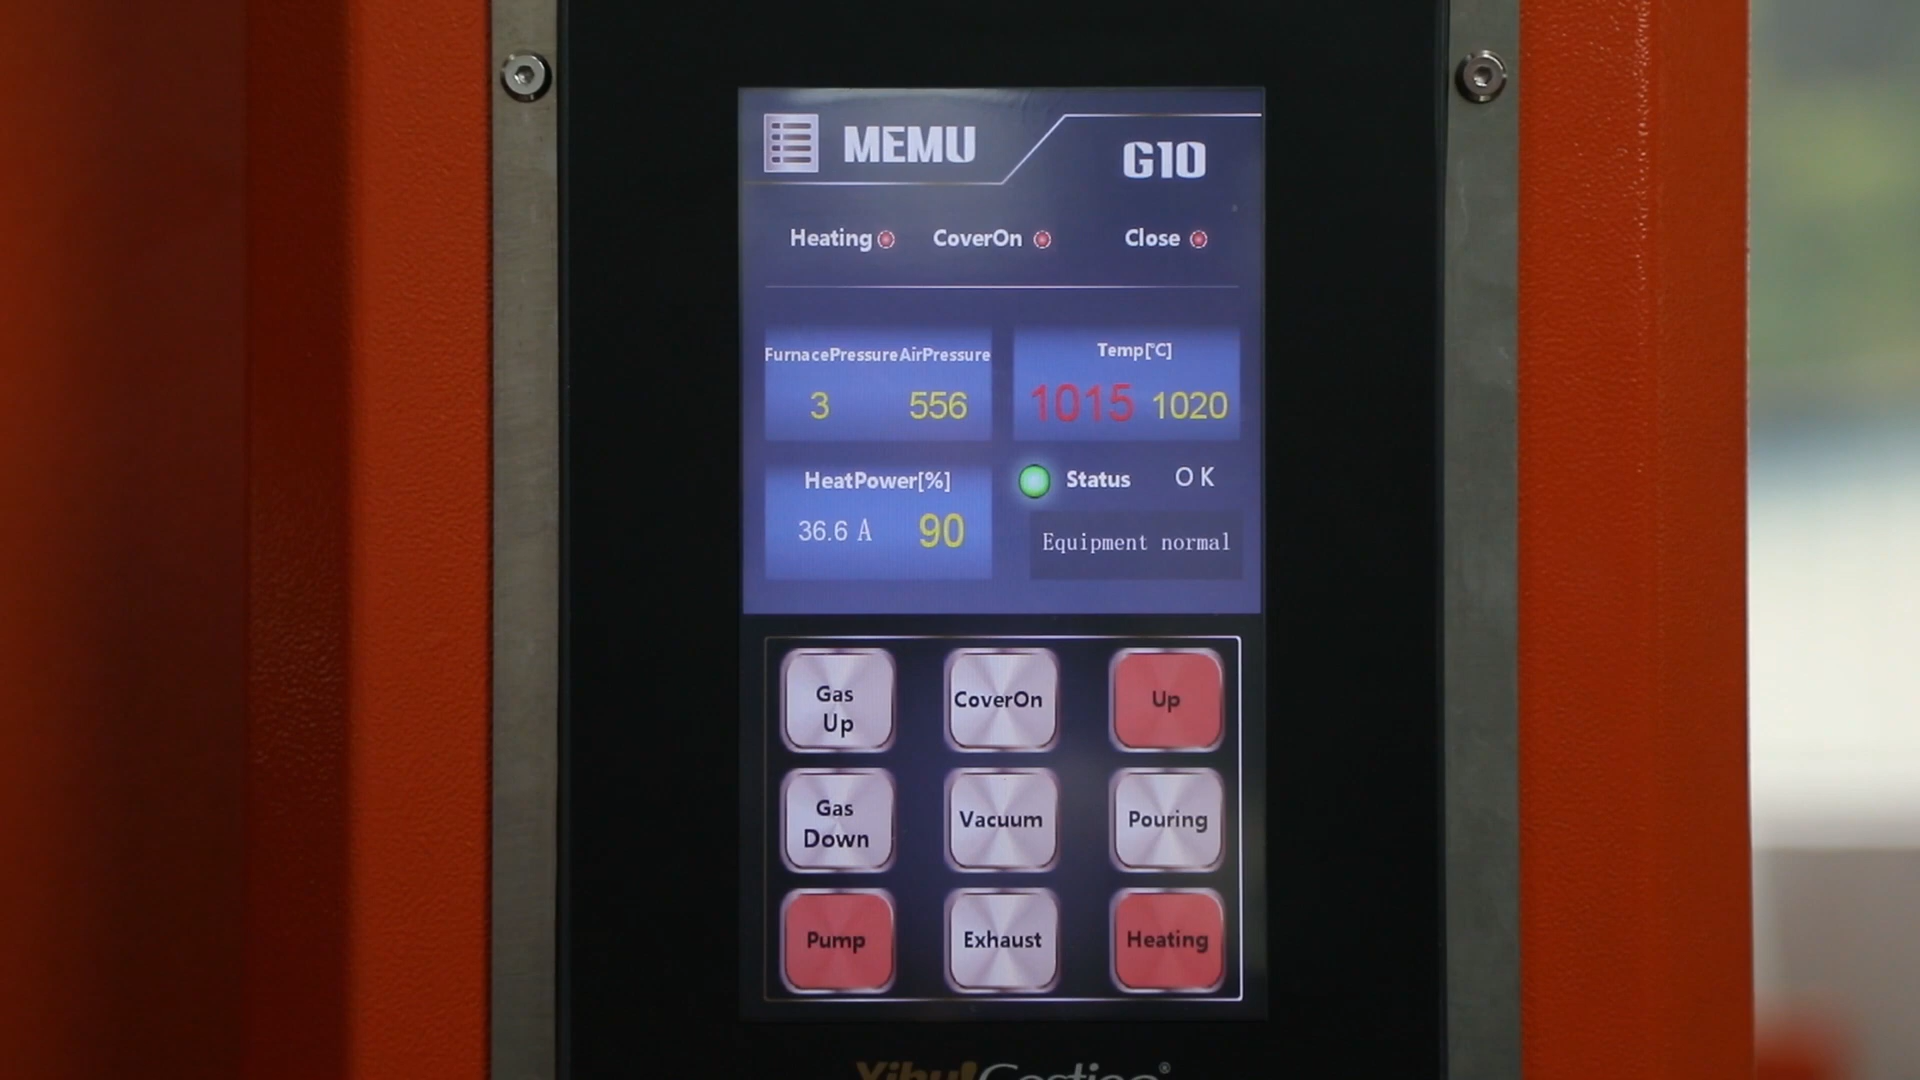 MEMU
G10
Heating CoverOn Close
FurnacePressure AirPressure
3 556
Temp[℃]
1015 1020
HeatPower[%]
36.6 A 90
Status OK
Equipment normal
Gas Up
CoverOn
Up
Gas Down
Vacuum
Pouring
Pump
Exhaust
Heating